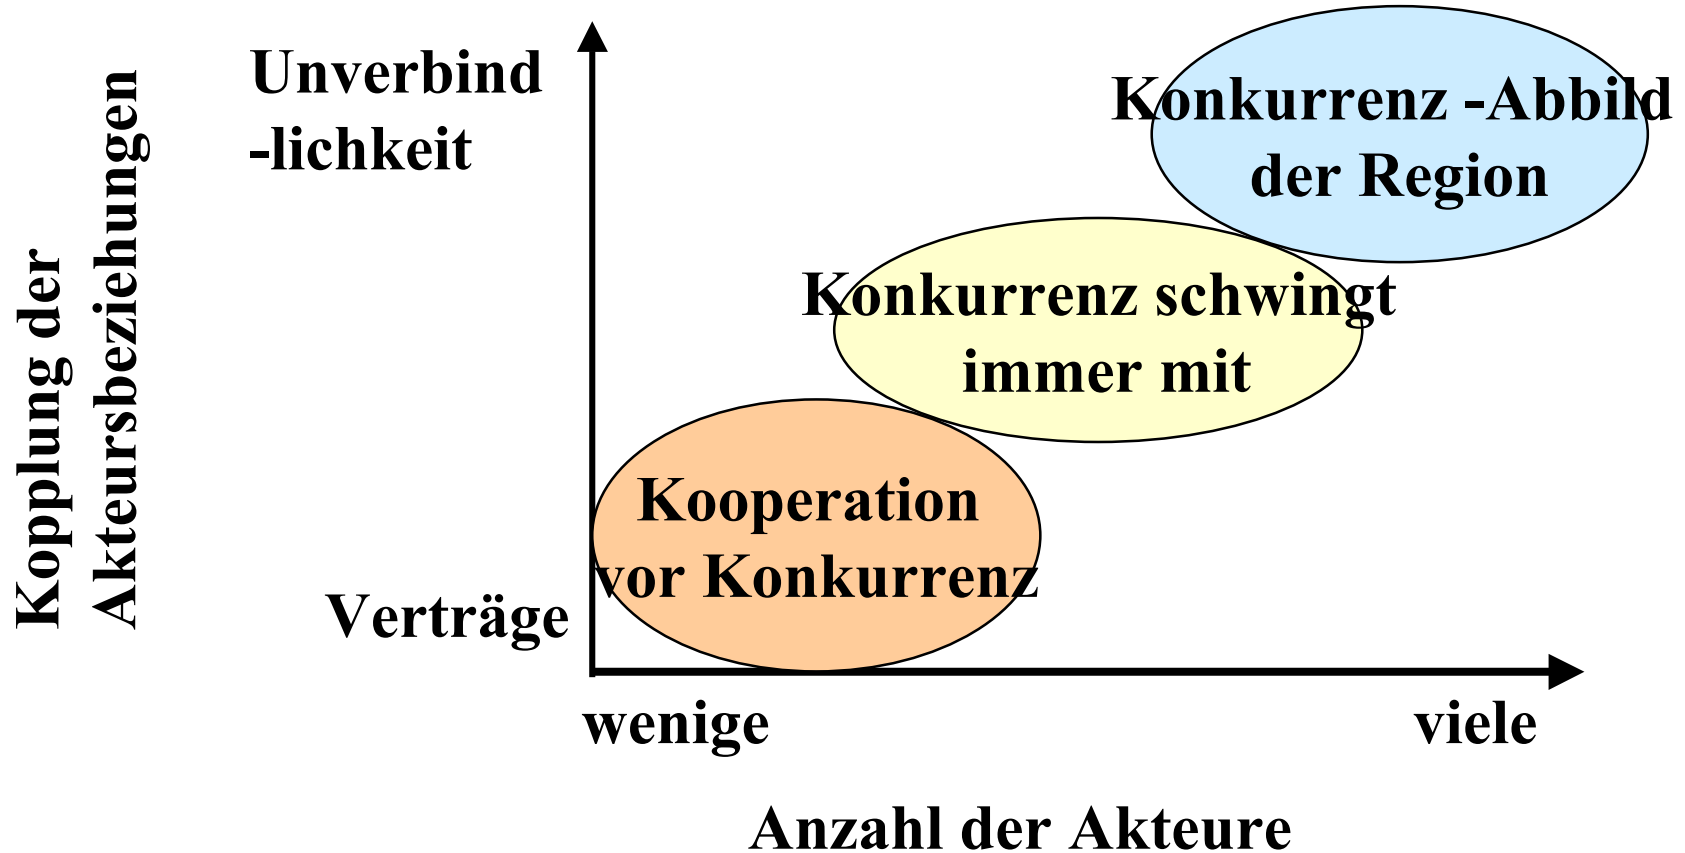 Kopplung der
Akteursbeziehungen
Unverbind
-lichkeit
Konkurrenz -Abbild
der Region
Konkurrenz schwingt
immer mit
Kooperation
vor Konkurrenz
Verträge
wenige
viele
Anzahl der Akteure